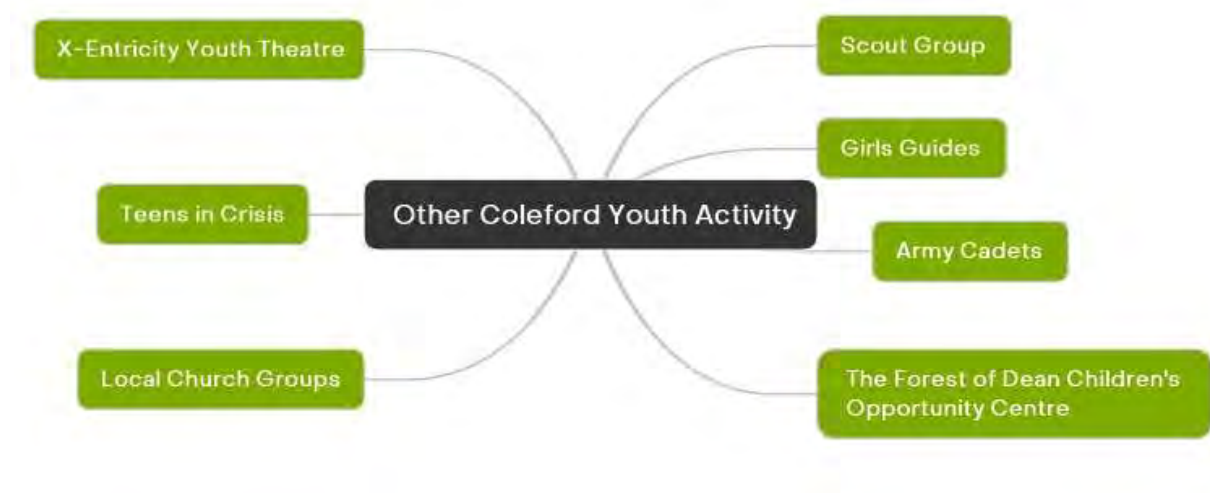 X-Entricity Youth Theatre
Scout Group
Girls Guides
Teens in Crisis
Other Coleford Youth Activity
Army Cadets
Local Church Groups
The Forest of Dean Children's
Opportunity Centre